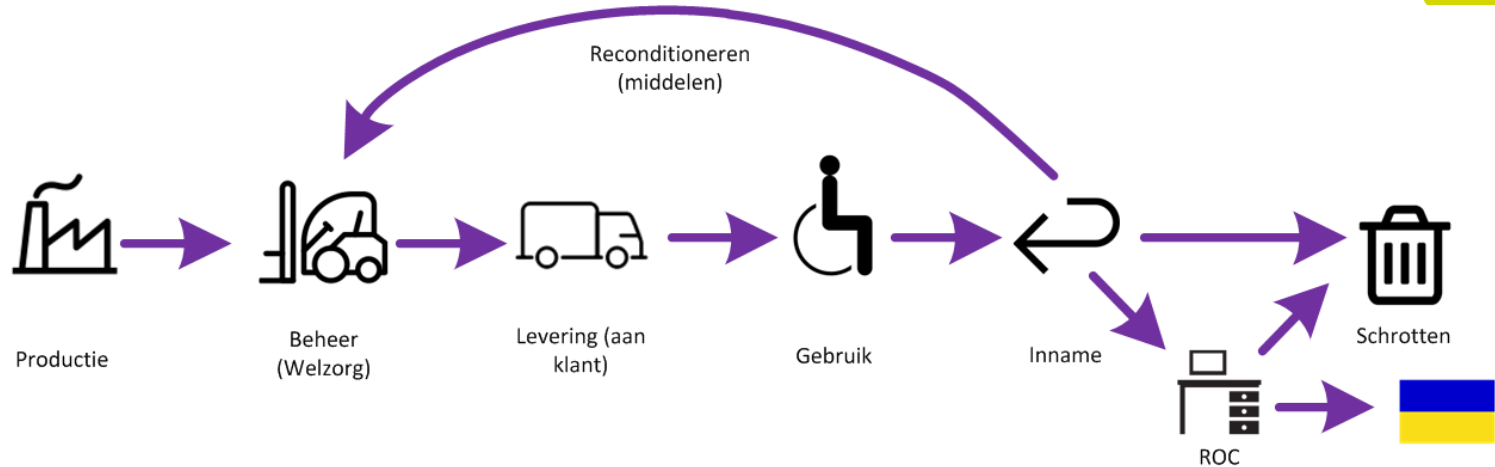 Reconditioneren
(middelen)
Productie
Beheer
(Welzorg)
Levering (aan
klant)
Gebruik
Inname
Schrotten
ROC